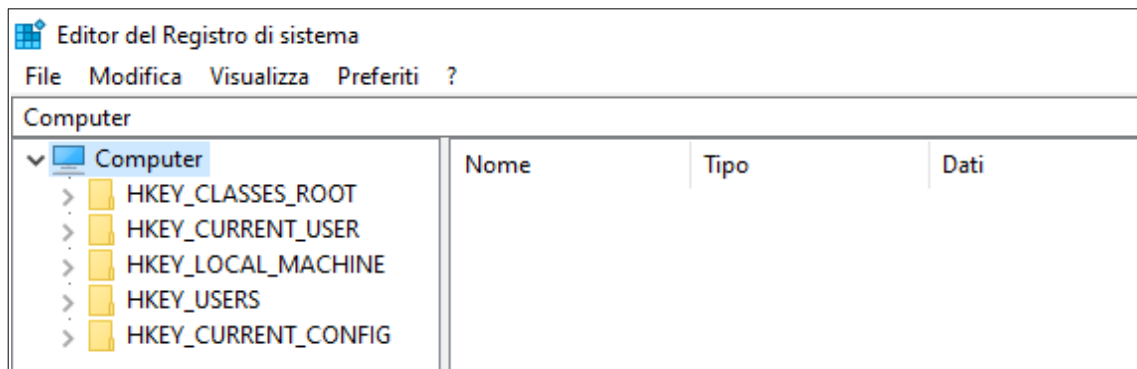 Editor del Registro di sistema
File Modifica Visualizza Preferiti ?
Computer
Computer
Nome Tipo Dati
HKEY_CLASSES_ROOT
HKEY_CURRENT_USER
HKEY_LOCAL_MACHINE
HKEY_USERS
HKEY_CURRENT_CONFIG